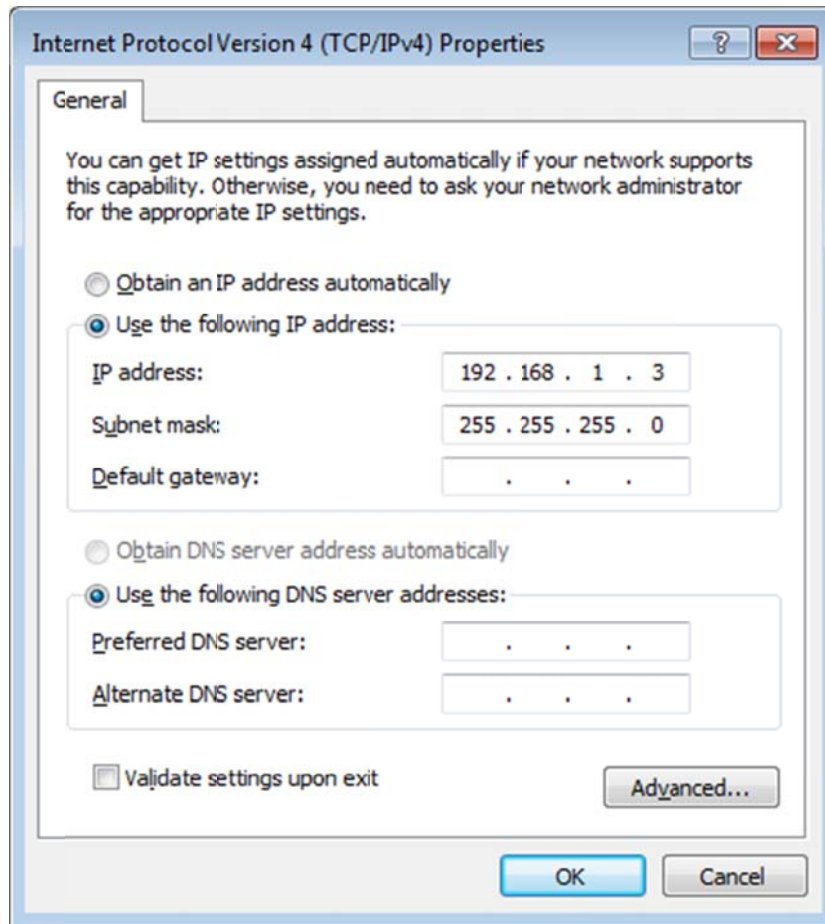 Internet Protocol Version 4 (TCP/IPv4) Properties
General
You can get IP settings assigned automatically if your network supports
this capability. Otherwise, you need to ask your network administrator
for the appropriate IP settings.
Obtain an IP address automatically
Use the following IP address:
IP address: 192 . 168 . 1 . 3
Subnet mask: 255 . 255 . 255 . 0
Default gateway: . . .
Obtain DNS server address automatically
Use the following DNS server addresses:
Preferred DNS server: . . .
Alternate DNS server: . . .
Validate settings upon exit
Advanced...
OK Cancel